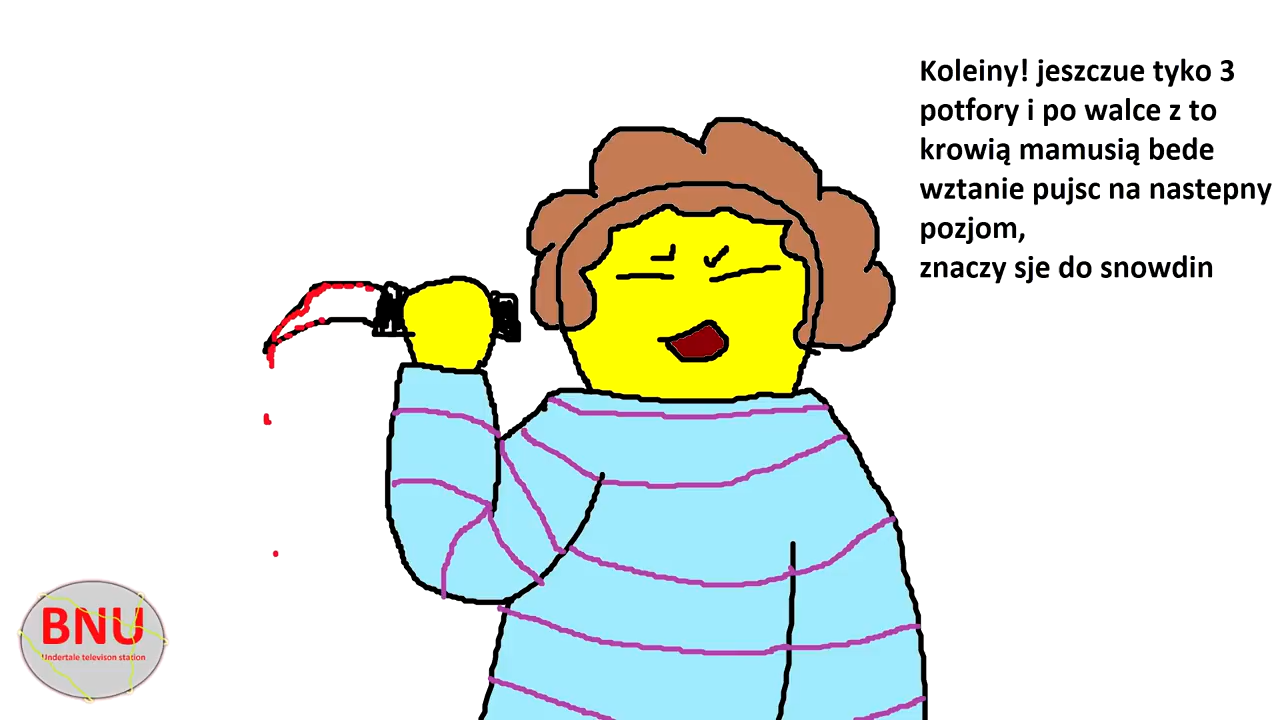 Koleiny! jeszczue tyko 3
potfory i po walce z to
krowią mamusią bede
wztanie pujsc na nastepny
pozjom,
znaczy sje do snowdin
BNU
Undertale televison station